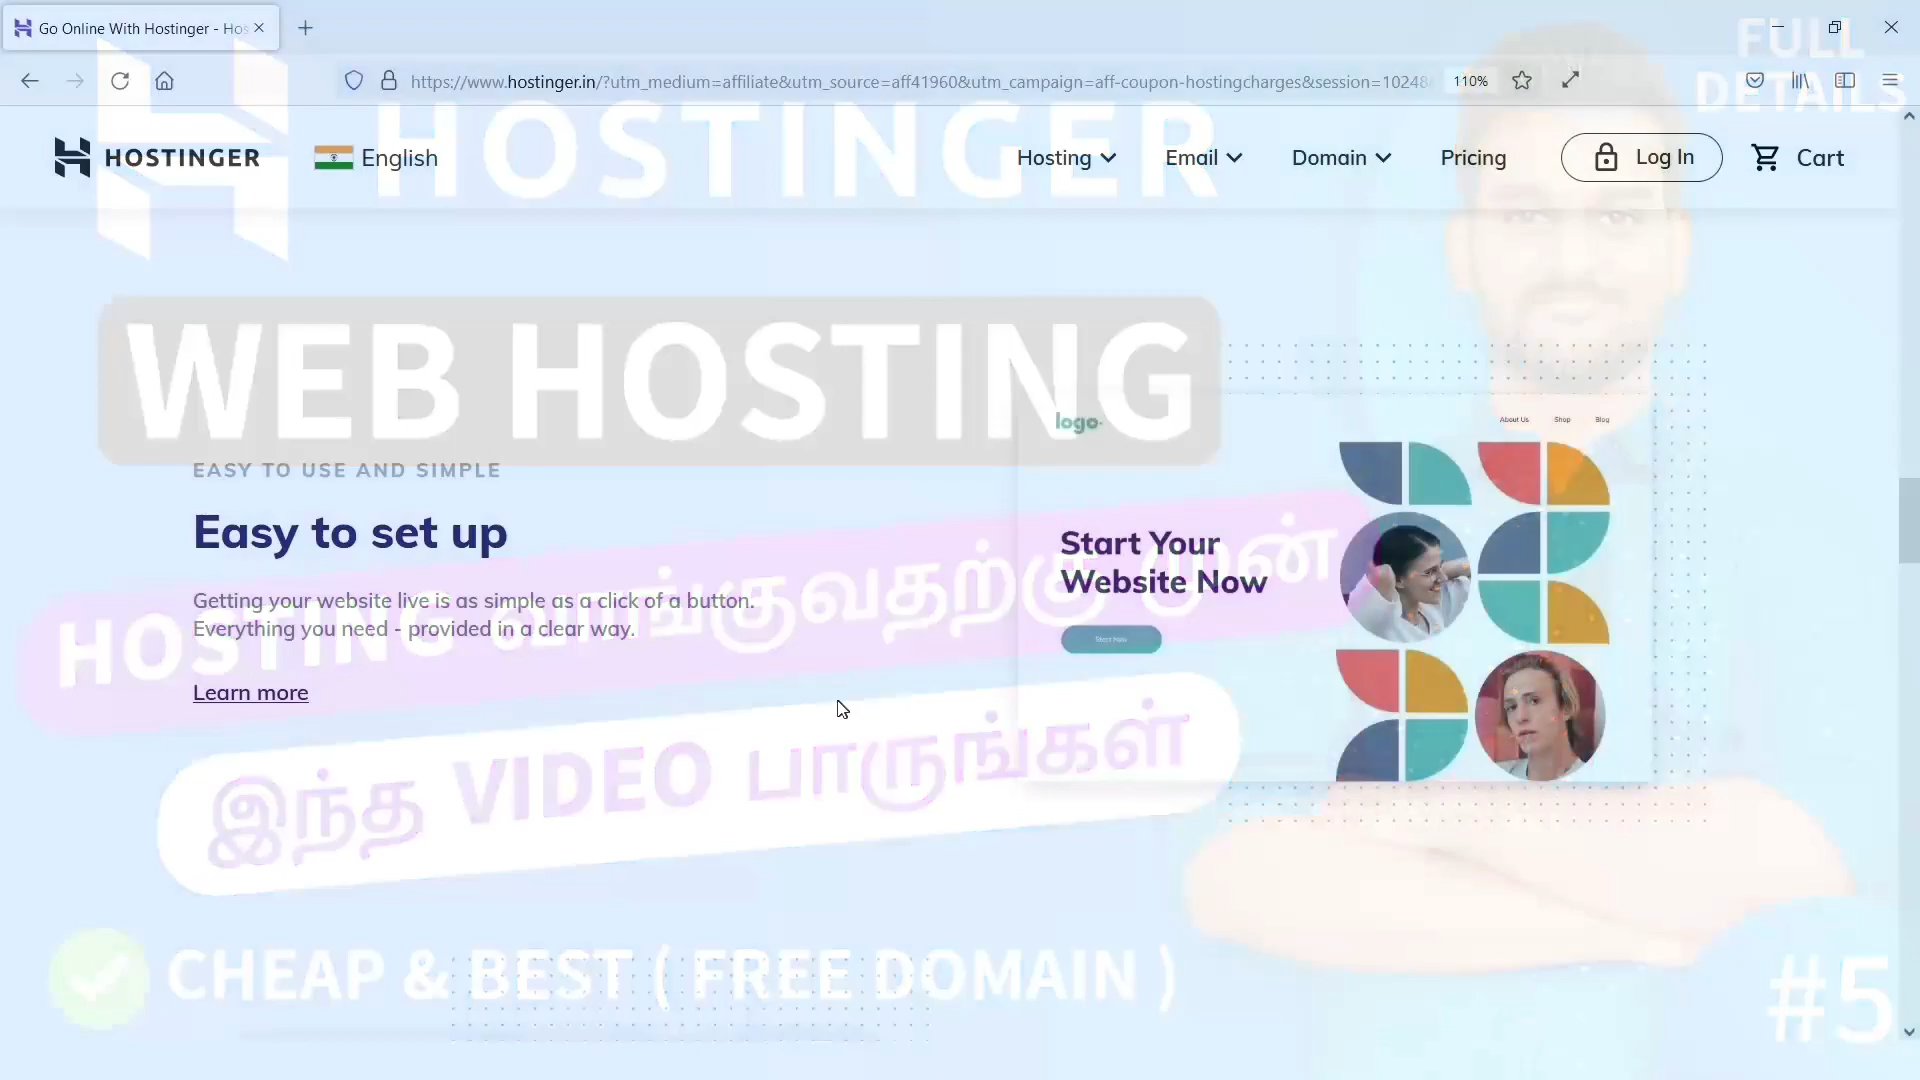 Go Online With Hostinger - Hos
https://www.hostinger.in/?utm_medium=affiliate&utm_source=aff41960&utm_campaign=aff-coupon-hostingcharges&session=10248
110%
FULL
DETAILS
HOSTINGER
HOSTINGER
English
Hosting
Email
Domain
Pricing
Log In
Cart
WEB HOSTING
logo
About Us
Shop
Blog
EASY TO USE AND SIMPLE
Easy to set up
Start Your
Website Now
HOSTING வாங்குவதற்கு முன்
Getting your website live is as simple as a click of a button.
Everything you need - provided in a clear way.
Learn more
இந்த VIDEO பாருங்கள்
CHEAP & BEST ( FREE DOMAIN )
#5